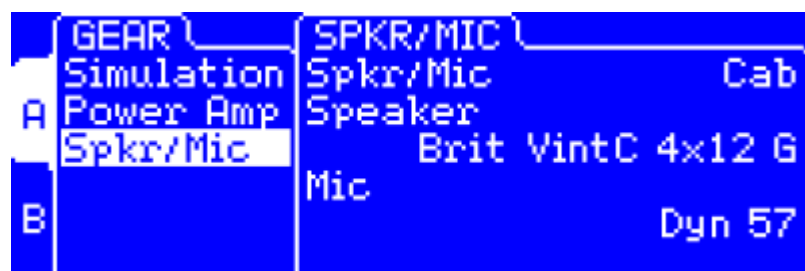 GEAR SPKR/MIC
Simulation Spkr/Mic Cab
A Power Amp Speaker
Spkr/Mic Brit VintC 4x12 G
Mic
B Dyn 57